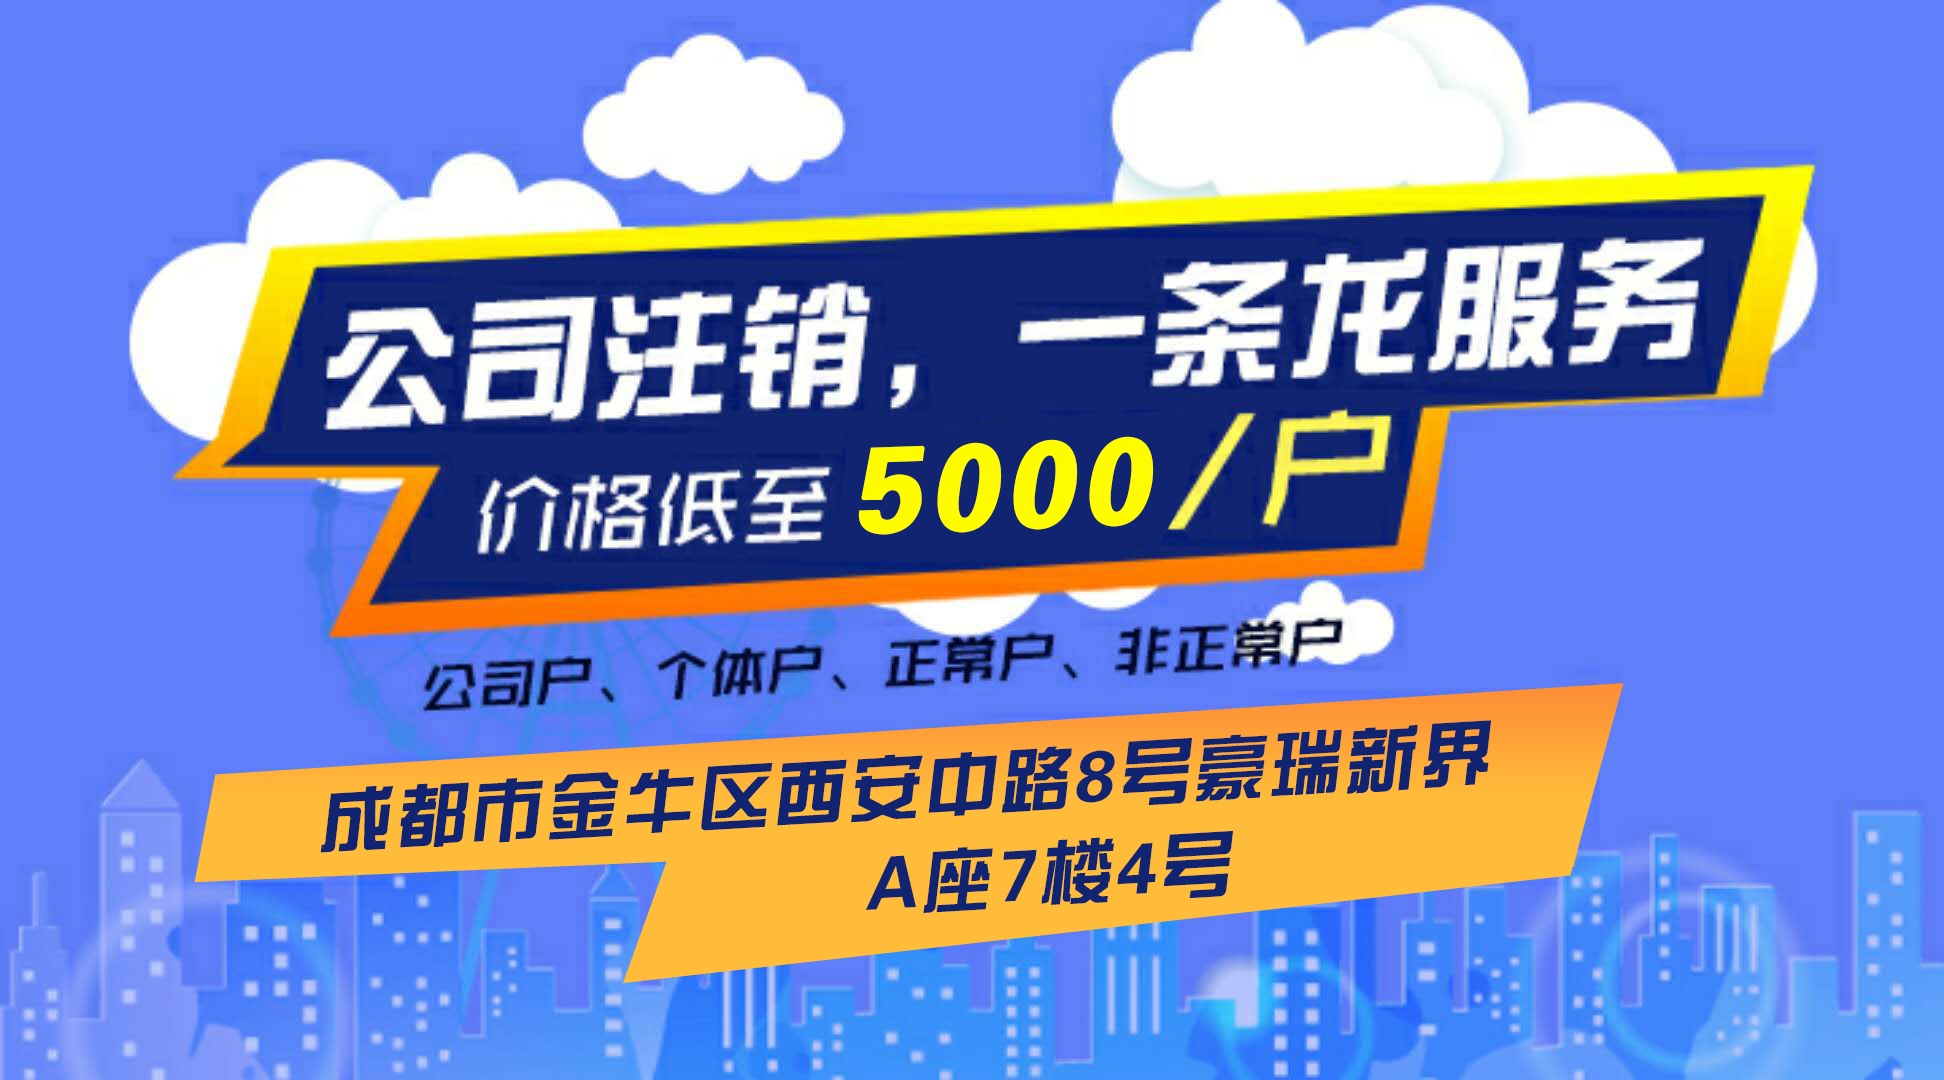 公司注销，一条龙服务
价格低至 5000/户
公司户、个体户、正常户、非正常户
成都市金牛区西安中路8号豪瑞新界
A座7楼4号